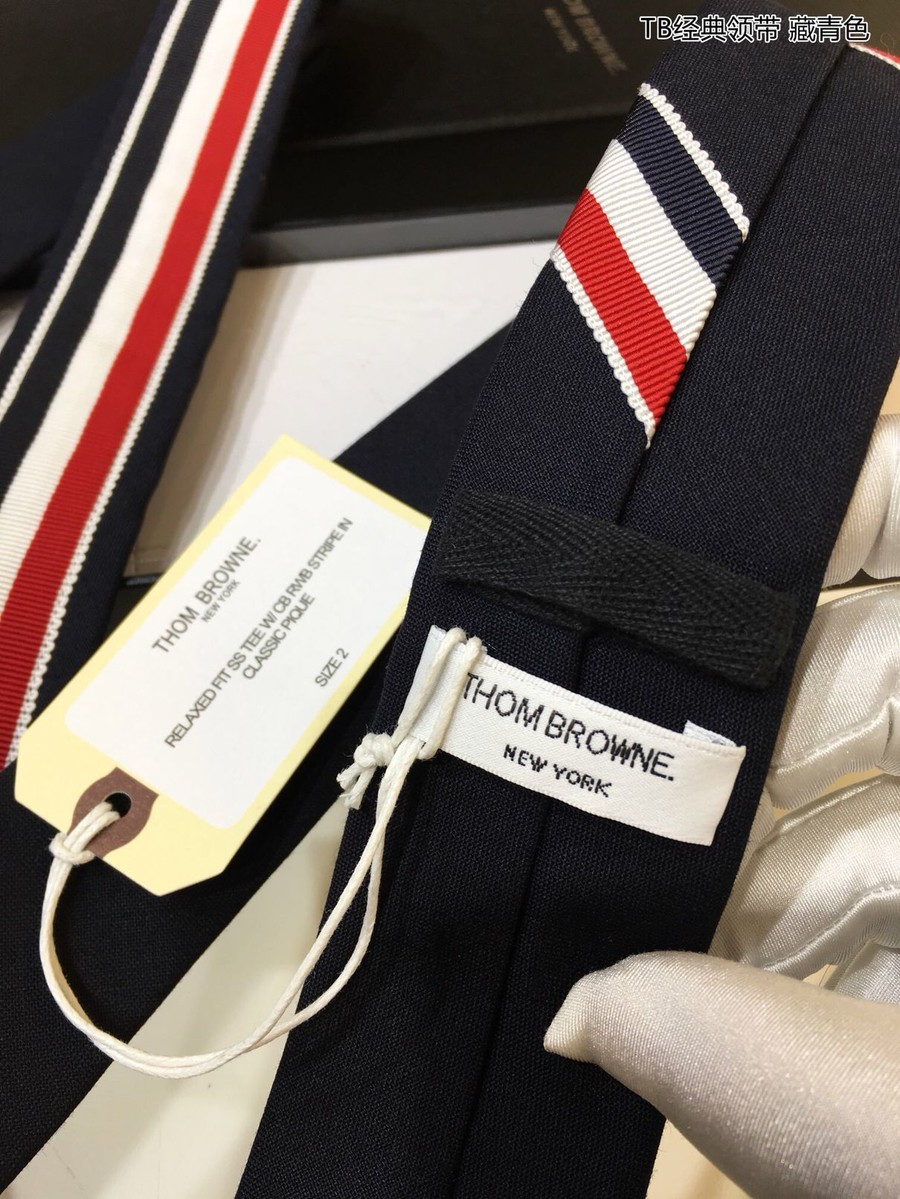 TB经典领带 藏青色
THOM BROWNE.
NEW YORK
RELAXED FIT SS TEE W/ CB RWB STRIPE IN
CLASSIC PIQUE
SIZE 2
THOM BROWNE.
NEW YORK